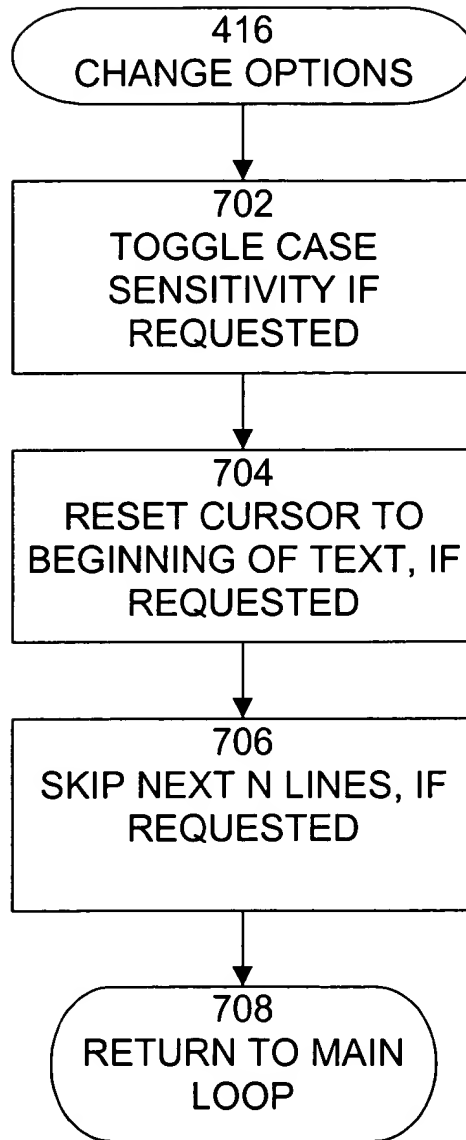 416
CHANGE OPTIONS
702
TOGGLE CASE
SENSITIVITY IF
REQUESTED
704
RESET CURSOR TO
BEGINNING OF TEXT, IF
REQUESTED
706
SKIP NEXT N LINES, IF
REQUESTED
708
RETURN TO MAIN
LOOP